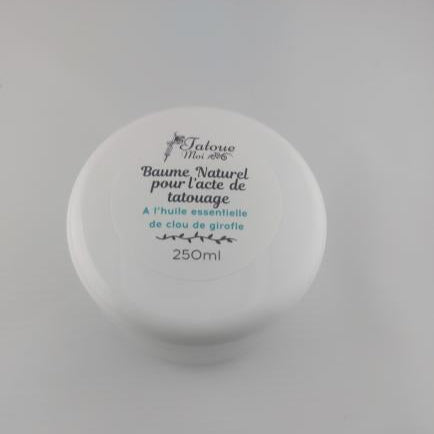 Tatoue
Moi
Baume Naturel
pour l'acte de
tatouage
A l'huile essentielle
de clou de girofle
250ml